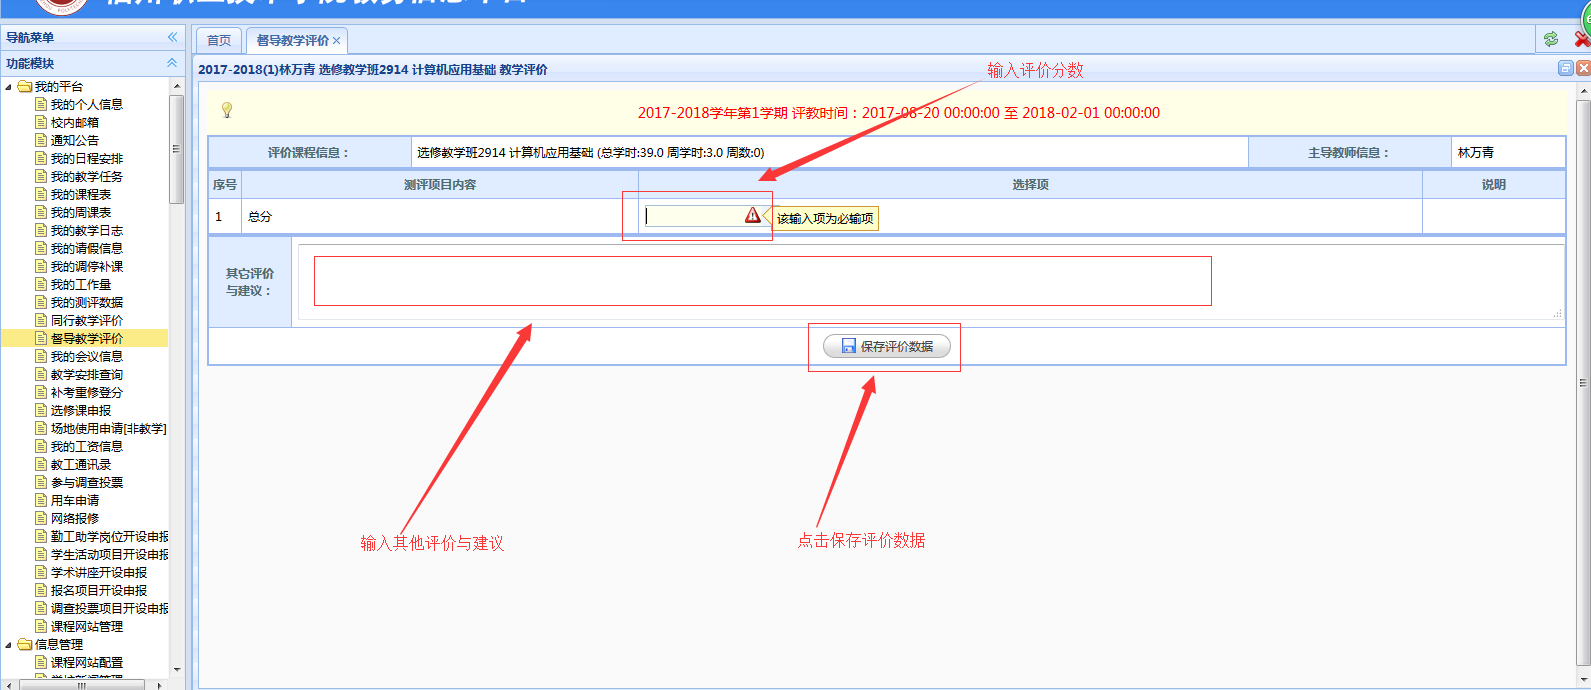 导航菜单
首页
督导教学评价
功能模块
2017-2018(1)林万青 选修教学班2914 计算机应用基础 教学评价
输入评价分数
2017-2018学年第1学期 评教时间：2017-08-20 00:00:00 至 2018-02-01 00:00:00
评价课程信息：
选修教学班2914 计算机应用基础 (总学时:39.0 周学时:3.0 周数:0)
主导教师信息：
林万青
序号
测评项目内容
选择项
说明
1
总分
该输入项为必输项
其它评价
与建议：
保存评价数据
输入其他评价与建议
点击保存评价数据
我的平台
我的个人信息
校内邮箱
通知公告
我的日程安排
我的教学任务
我的课程表
我的周课表
我的教学日志
我的请假信息
我的调停补课
我的工作量
我的测评数据
同行教学评价
督导教学评价
我的会议信息
教学安排查询
补考重修登分
选修课申报
场地使用申请[非教学]
我的工资信息
教工通讯录
参与调查投票
用车申请
网络报修
勤工助学岗位开设申报
学生活动项目开设申报
学术讲座开设申报
报名项目开设申报
调查投票项目开设申报
课程网站管理
信息管理
课程网站配置